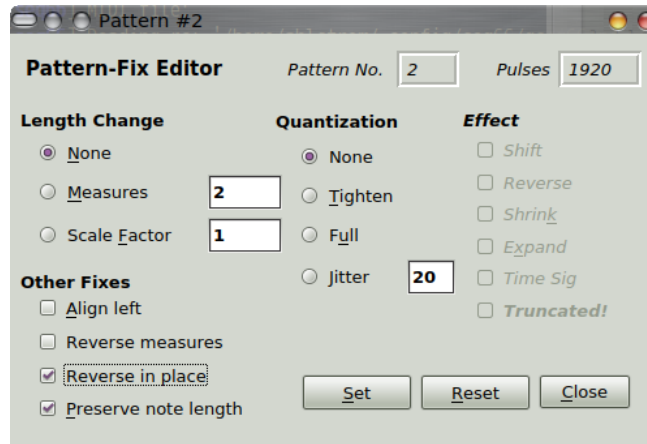 Pattern #2
Pattern-Fix Editor Pattern No. 2 Pulses 1920
Length Change Quantization Effect
None None Shift
Measures 2 Tighten Reverse
Scale Factor 1 Full Shrink
Expand
Other Fixes Jitter 20 Time Sig
Align left Truncated!
Reverse measures
Reverse in place
Preserve note length
Set Reset Close